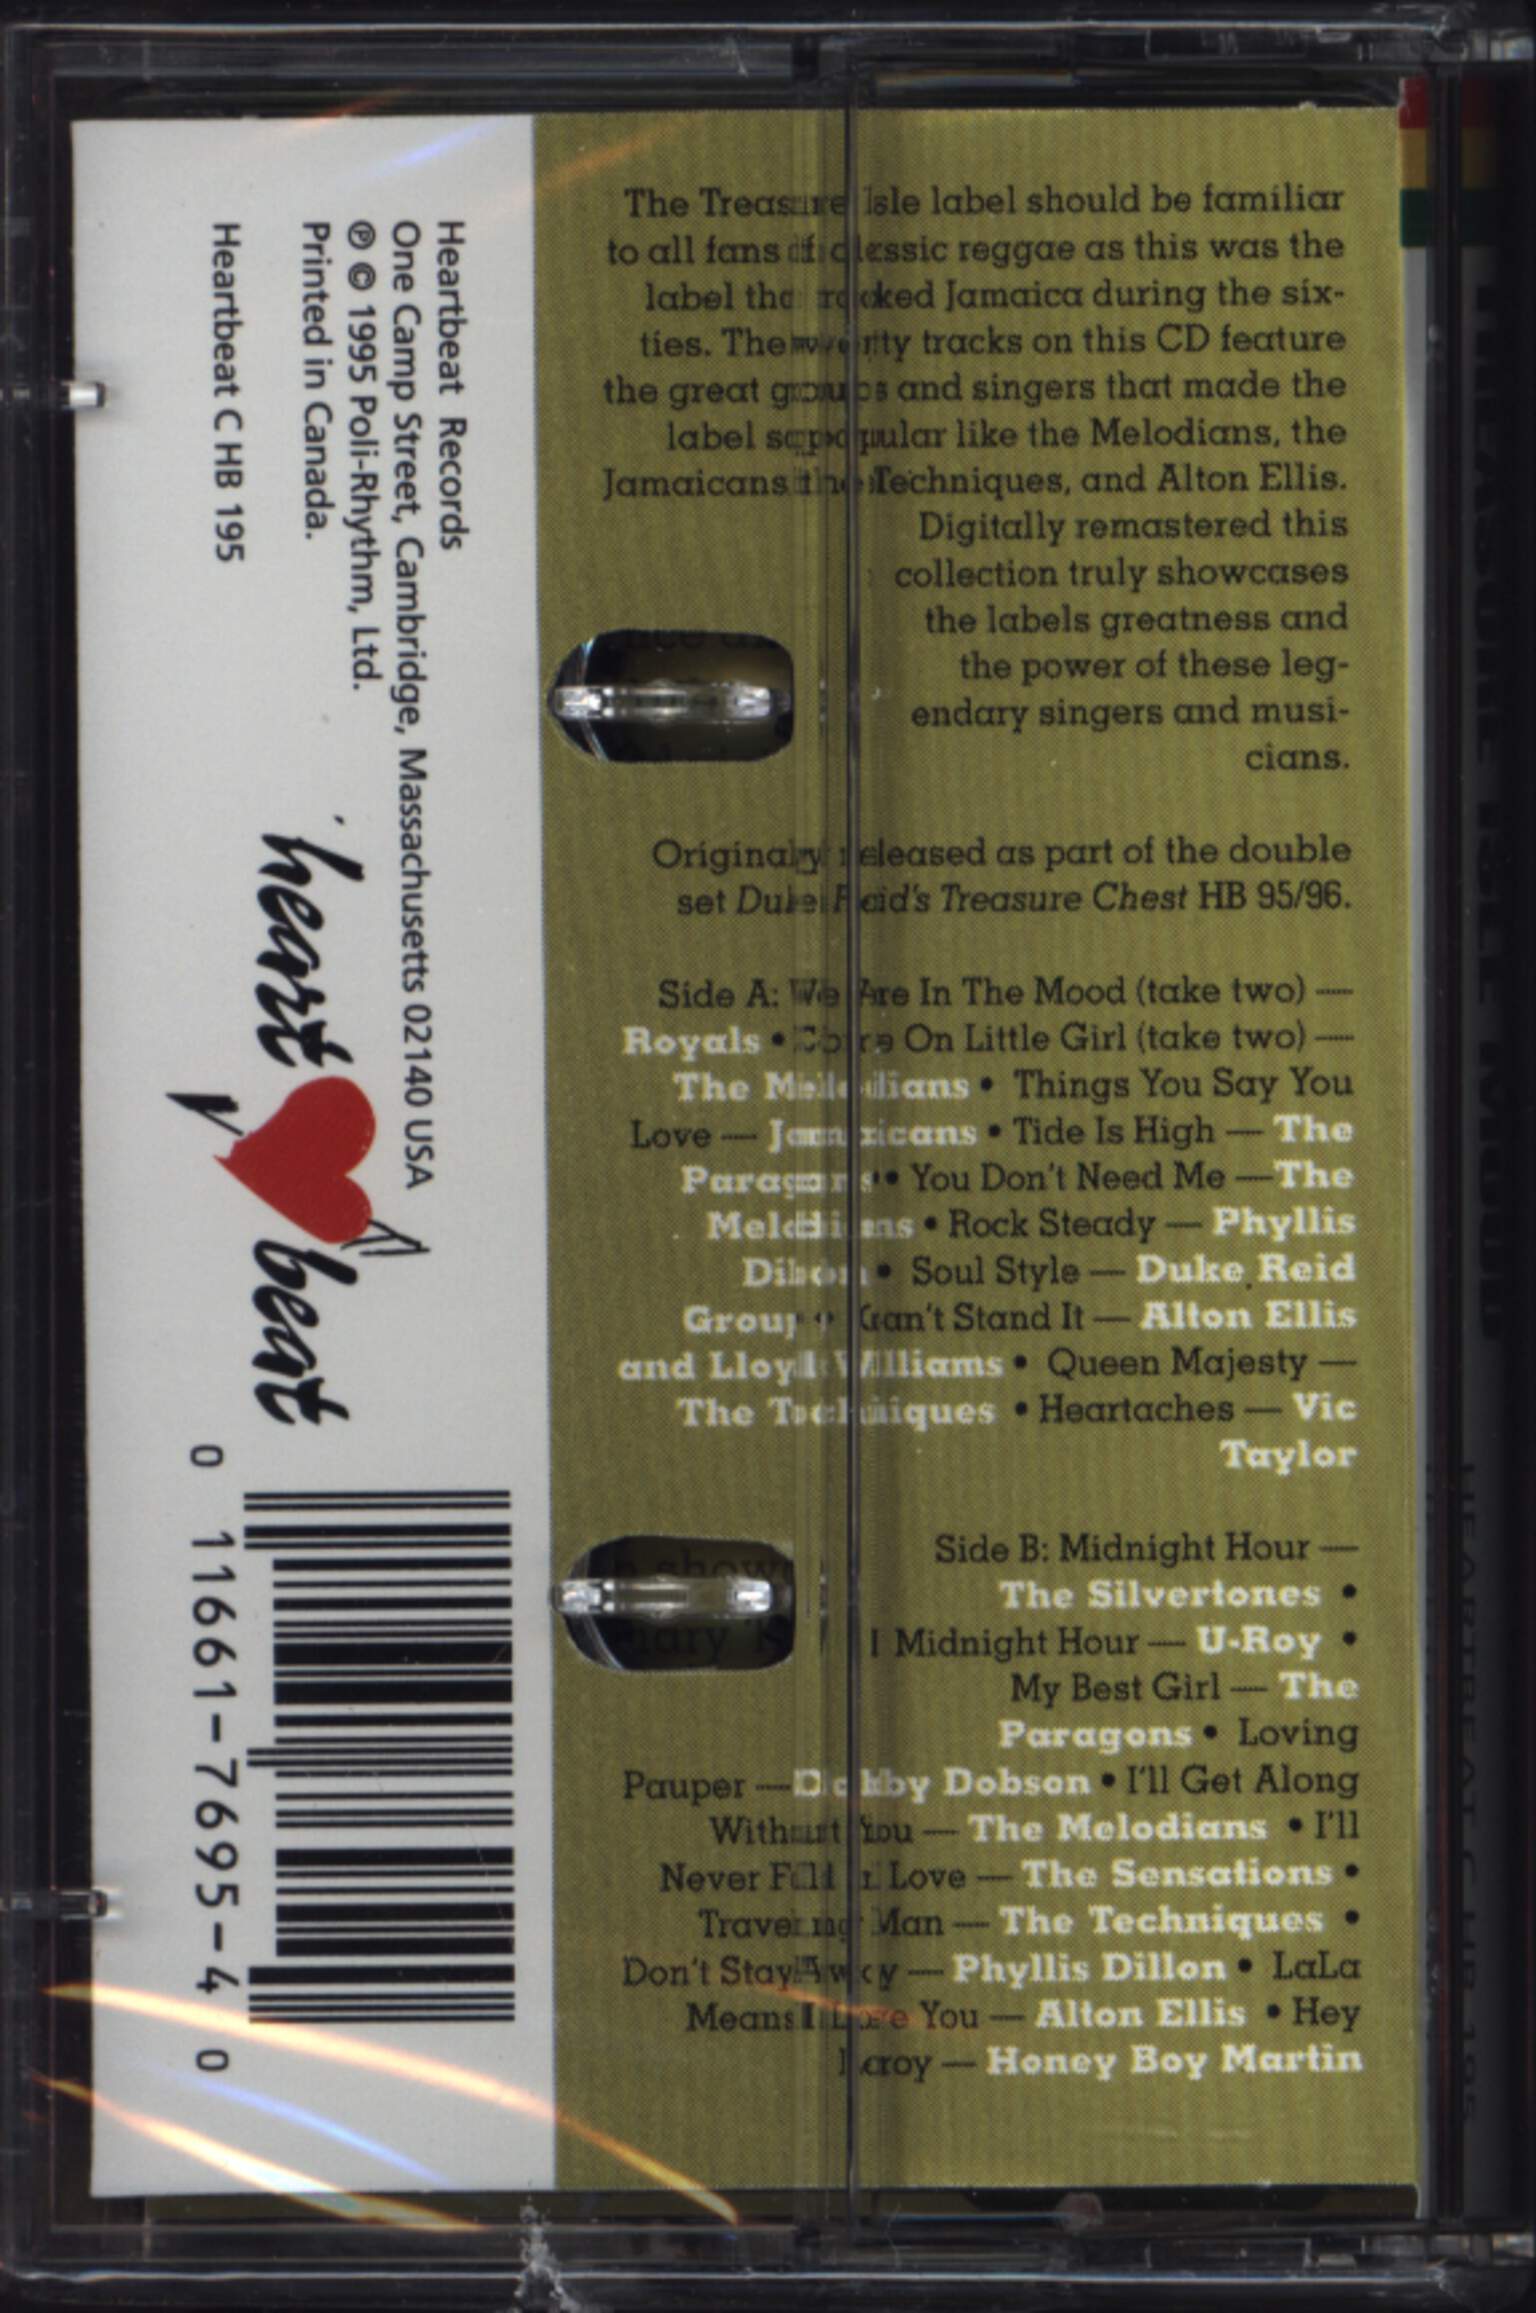 The Treasure Isle label should be familiar
to all fans of classic reggae as this was the
label that rocked Jamaica during the six-
ties. The twenty tracks on this CD feature
the great groups and singers that made the
label so popular like the Melodians, the
Jamaicans the Techniques, and Alton Ellis.
Digitally remastered this
collection truly showcases
the labels greatness and
the power of these leg-
endary singers and musi-
cians.
Originally released as part of the double
set Duke Reid's Treasure Chest HB 95/96.
Side A: We Are In The Mood (take two) —
Royals • Come On Little Girl (take two) —
The Melodians • Things You Say You
Love — Jamaicans • Tide Is High — The
Paragons • You Don't Need Me —The
Melodians • Rock Steady — Phyllis
Dillon • Soul Style — Duke Reid
Group • Can't Stand It — Alton Ellis
and Lloyd Williams • Queen Majesty —
The Techniques • Heartaches — Vic
Taylor
Side B: Midnight Hour —
The Silvertones •
Midnight Hour — U-Roy •
My Best Girl — The
Paragons • Loving
Pauper — Dobby Dobson • I'll Get Along
Without You — The Melodians • I'll
Never Fall In Love — The Sensations •
Traveling Man — The Techniques •
Don't Stay Away — Phyllis Dillon • LaLa
Means I Love You — Alton Ellis • Hey
Leroy — Honey Boy Martin
Heartbeat Records
One Camp Street, Cambridge, Massachusetts 02140 USA
℗ © 1995 Poli-Rhythm, Ltd.
Printed in Canada.
Heartbeat C HB 195
heart beat
0 11661-7695-4 0